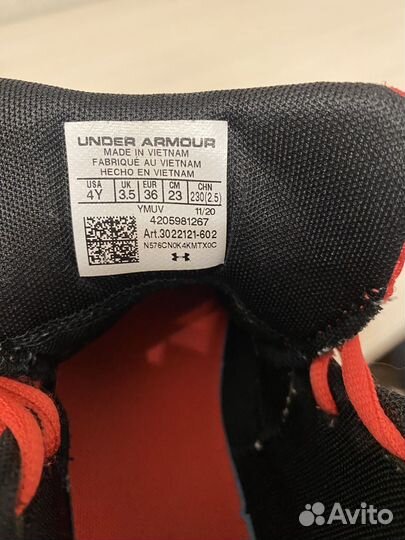 UNDER ARMOUR
MADE IN VIETNAM
FABRIQUÉ AU VIETNAM
HECHO EN VIETNAM
USA UK EUR CM CHN
4Y 3.5 36 23 230(2.5)
YMUV 11/20
4205981267
Art.3022121-602
N576CN0K4KMTX0C
Avito